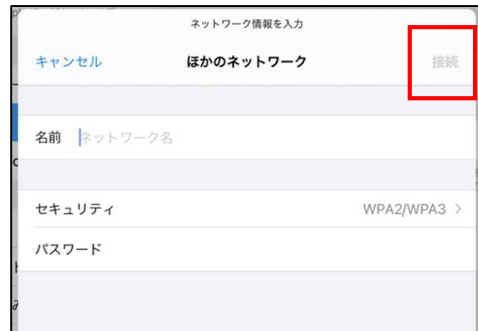 ネットワーク情報を入力
キャンセル ほかのネットワーク 接続
名前 ネットワーク名
セキュリティ WPA2/WPA3 >
パスワード